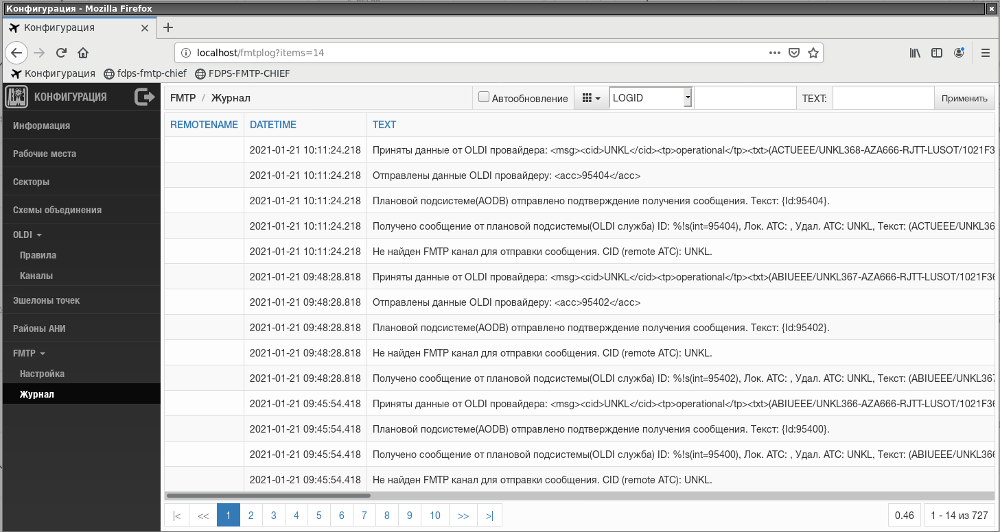 Конфигурация - Mozilla Firefox
Конфигурация
localhost/fmtplog?items=14
Конфигурация fdps-fmtp-chief FDPS-FMTP-CHIEF
КОНФИГУРАЦИЯ
Информация
Рабочие места
Секторы
Схемы объединения
OLDI
Правила
Каналы
Эшелоны точек
Районы АНИ
FMTP
Настройка
Журнал
FMTP / Журнал Автообновление LOGID TEXT: Применить
REMOTENAME DATETIME TEXT
2021-01-21 10:11:24.218 Приняты данные от OLDI провайдера: <msg><cid>UNKL</cid><tp>operational</tp><txt>(ACTUEEE/UNKL368-AZA666-RJTT-LUSOT/1021F3
2021-01-21 10:11:24.218 Отправлены данные OLDI провайдеру: <acc>95404</acc>
2021-01-21 10:11:24.218 Плановой подсистеме(AODB) отправлено подтверждение получения сообщения. Текст: {Id:95404}.
2021-01-21 10:11:24.218 Получено сообщение от плановой подсистемы(OLDI служба) ID: %!s(int=95404), Лок. ATC: , Удал. ATC: UNKL, Текст: (ACTUEEE/UNKL36
2021-01-21 10:11:24.218 Не найден FMTP канал для отправки сообщения. CID (remote ATC): UNKL.
2021-01-21 09:48:28.818 Приняты данные от OLDI провайдера: <msg><cid>UNKL</cid><tp>operational</tp><txt>(ABIUEEE/UNKL367-AZA666-RJTT-LUSOT/1021F36
2021-01-21 09:48:28.818 Отправлены данные OLDI провайдеру: <acc>95402</acc>
2021-01-21 09:48:28.818 Плановой подсистеме(AODB) отправлено подтверждение получения сообщения. Текст: {Id:95402}.
2021-01-21 09:48:28.818 Не найден FMTP канал для отправки сообщения. CID (remote ATC): UNKL.
2021-01-21 09:48:28.818 Получено сообщение от плановой подсистемы(OLDI служба) ID: %!s(int=95402), Лок. ATC: , Удал. ATC: UNKL, Текст: (ABIUEEE/UNKL367
2021-01-21 09:45:54.418 Приняты данные от OLDI провайдера: <msg><cid>UNKL</cid><tp>operational</tp><txt>(ABIUEEE/UNKL366-AZA666-RJTT-LUSOT/1021F36
2021-01-21 09:45:54.418 Плановой подсистеме(AODB) отправлено подтверждение получения сообщения. Текст: {Id:95400}.
2021-01-21 09:45:54.418 Получено сообщение от плановой подсистемы(OLDI служба) ID: %!s(int=95400), Лок. ATC: , Удал. ATC: UNKL, Текст: (ABIUEEE/UNKL366
2021-01-21 09:45:54.418 Не найден FMTP канал для отправки сообщения. CID (remote ATC): UNKL.
|< << 1 2 3 4 5 6 7 8 9 10 >> >| 0.46 1 - 14 из 727